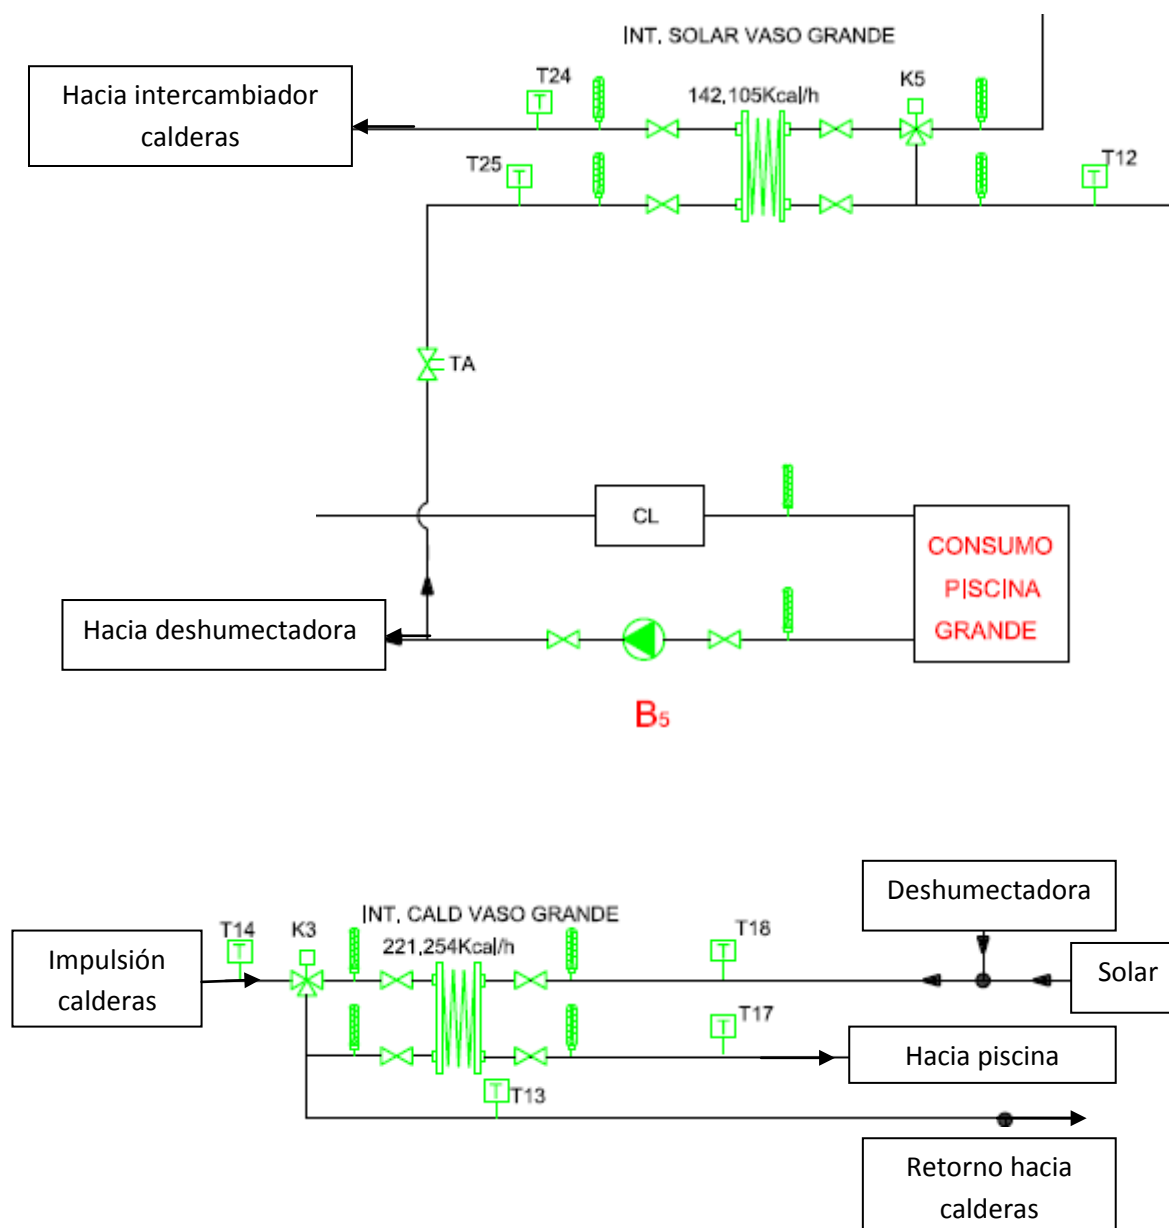 INT. SOLAR VASO GRANDE
Hacia intercambiador
calderas
T24
142,105Kcal/h
K5
T
T25
T
T12
T
TA
CL
CONSUMO
PISCINA
GRANDE
Hacia deshumectadora
B5
Deshumectadora
INT. CALD VASO GRANDE
T14
K3
221,254Kcal/h
T18
T
T
Impulsión
calderas
Solar
T17
T
Hacia piscina
T13
T
Retorno hacia
calderas